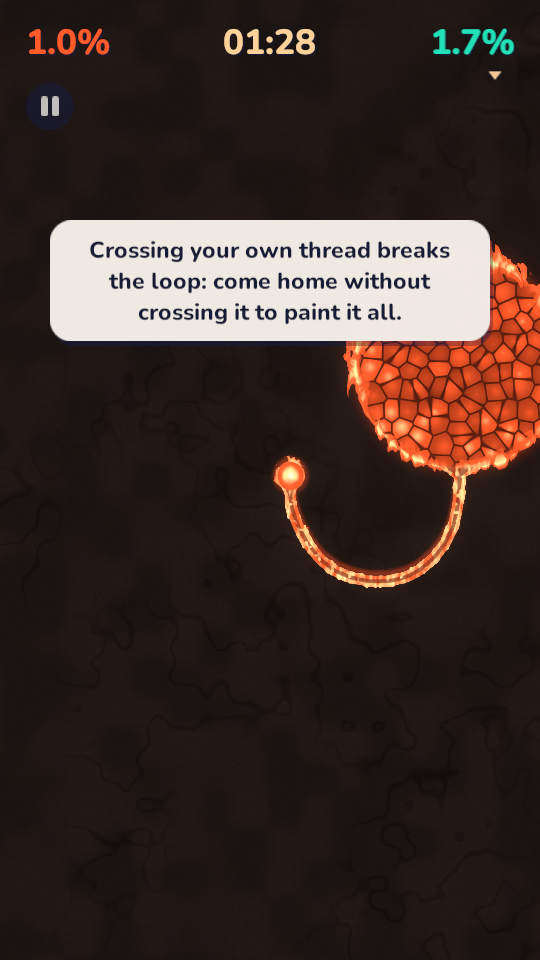 1.0% 01:28 1.7%
Crossing your own thread breaks
the loop: come home without
crossing it to paint it all.